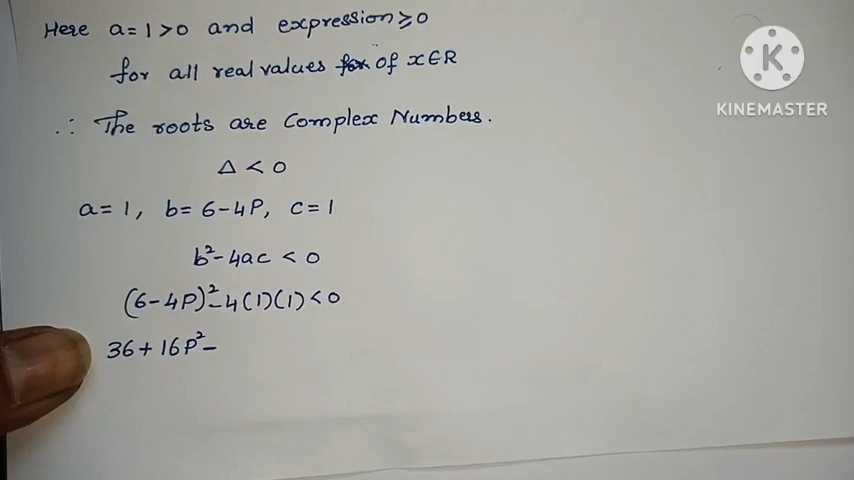 Here a = 1 > 0 and expression ≥ 0
for all real values of x ∈ R
∴ The roots are Complex Numbers.
Δ < 0
a = 1, b = 6 - 4P, c = 1
b² - 4ac < 0
(6 - 4P)² - 4(1)(1) < 0
36 + 16P² -
KINEMASTER